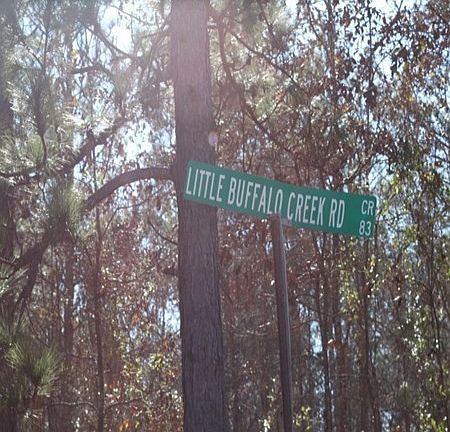 LITTLE BUFFALO CREEK RD CR
83